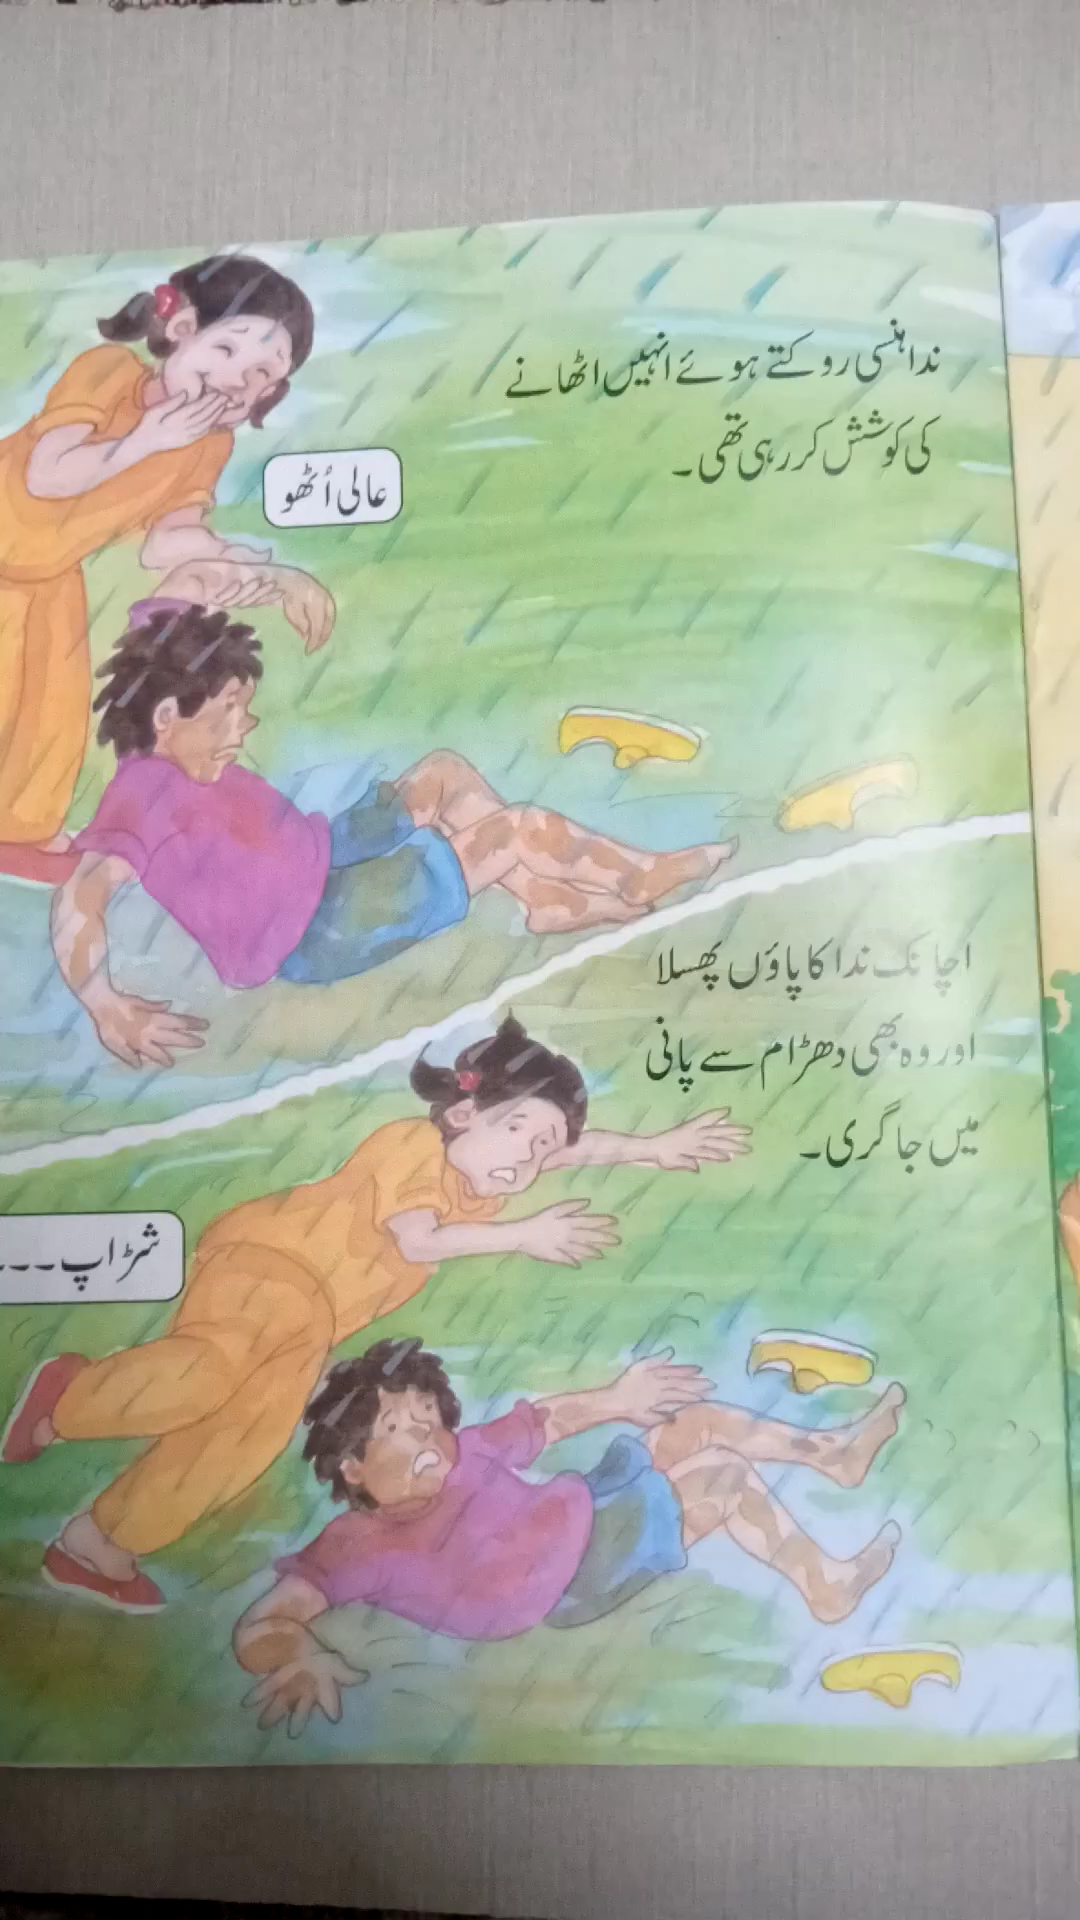 ندا ہنسی روکتے ہوئے انہیں اٹھانے
کی کوشش کر رہی تھی۔
عالی اُٹھو
اچانک ندا کا پاؤں پھسلا
اور وہ بھی دھڑام سے پانی
میں جا گری۔
شڑاپ۔۔۔